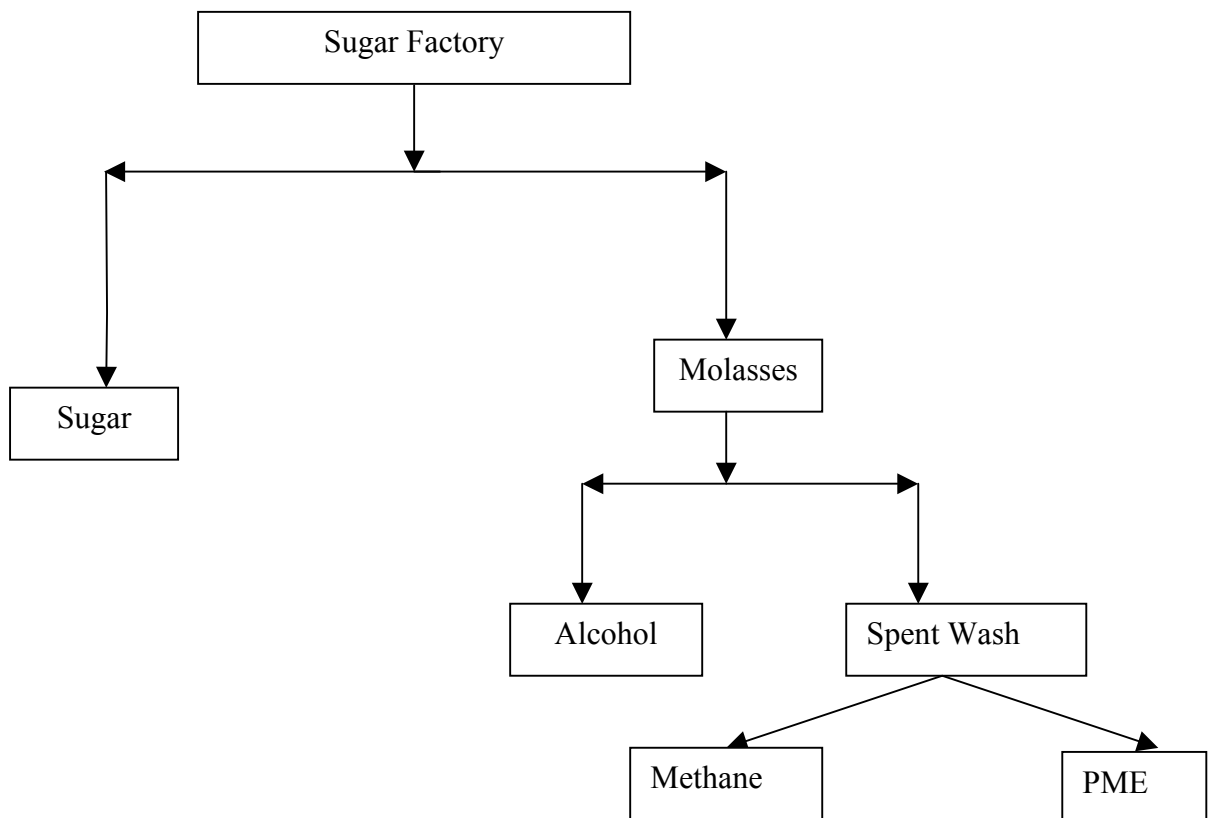 Sugar Factory
Molasses
Sugar
Alcohol
Spent Wash
Methane
PME